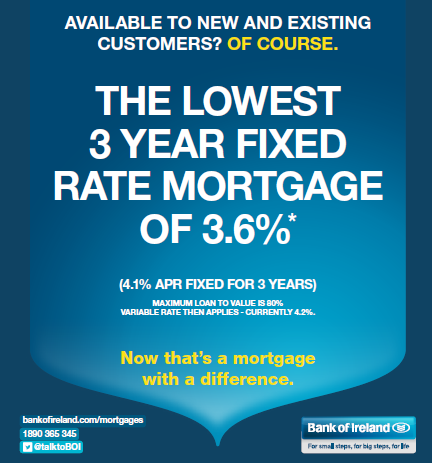 AVAILABLE TO NEW AND EXISTING
CUSTOMERS? OF COURSE.
THE LOWEST
3 YEAR FIXED
RATE MORTGAGE
OF 3.6%*
(4.1% APR FIXED FOR 3 YEARS)
MAXIMUM LOAN TO VALUE IS 80%
VARIABLE RATE THEN APPLIES - CURRENTLY 4.2%.
Now that's a mortgage
with a difference.
bankofireland.com/mortgages
1890 365 345
@talktoBOI
Bank of Ireland
For small steps, for big steps, for life